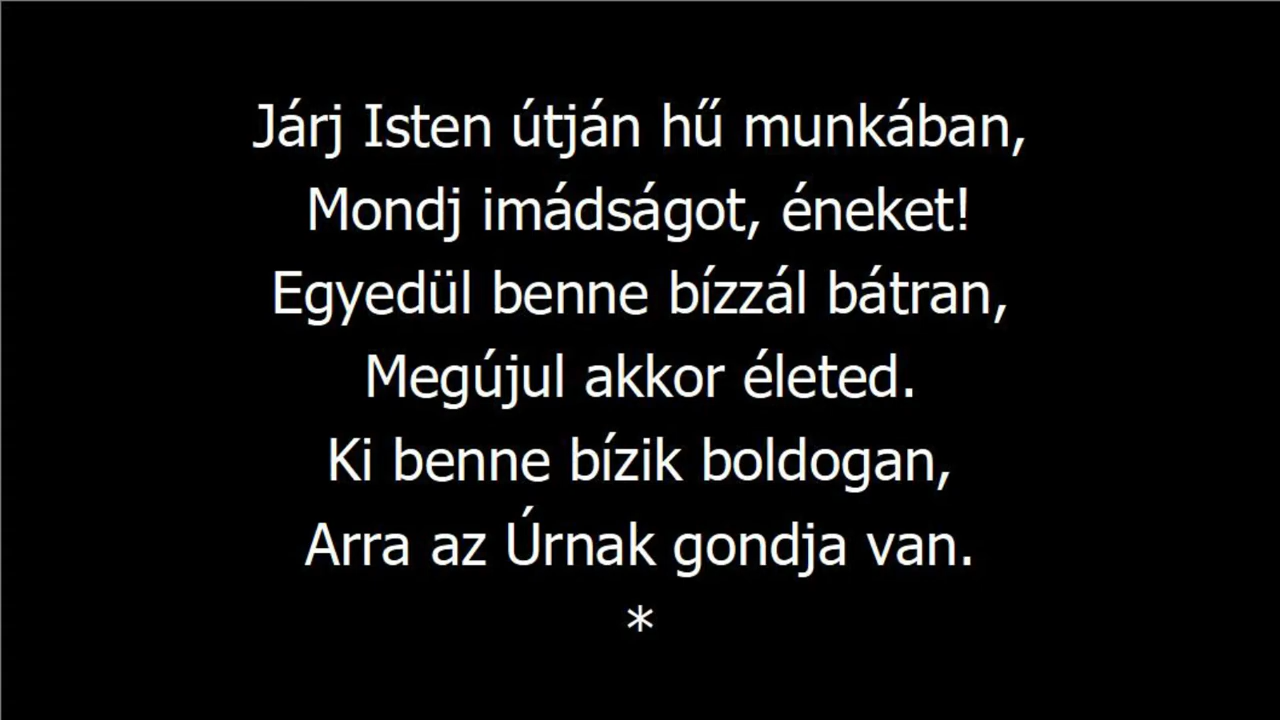 Járj Isten útján hű munkában,
Mondj imádságot, éneket!
Egyedül benne bízzál bátran,
Megújul akkor életed.
Ki benne bízik boldogan,
Arra az Úrnak gondja van.
*